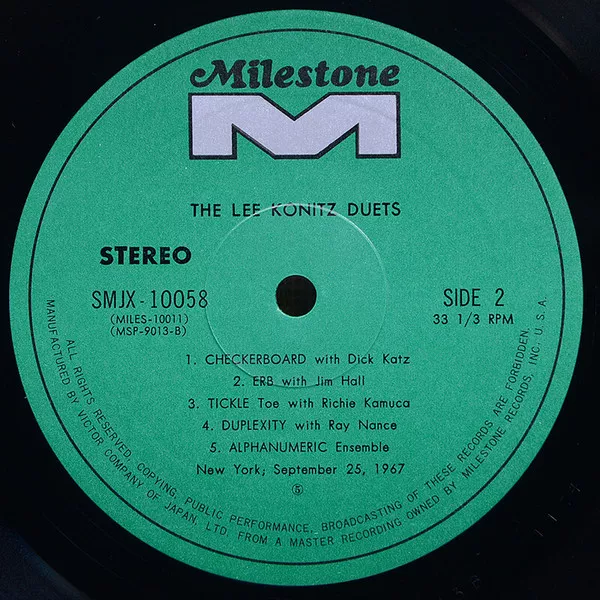 Milestone
M
THE LEE KONITZ DUETS
STEREO
SMJX-10058
(MILES-10011)
(MSP-9013-B)
SIDE 2
33 1/3 RPM
1. CHECKERBOARD with Dick Katz
2. ERB with Jim Hall
3. TICKLE Toe with Richie Kamuca
4. DUPLEXITY with Ray Nance
5. ALPHANUMERIC Ensemble
New York; September 25, 1967
⑤
ALL RIGHTS RESERVED, COPYING, PUBLIC PERFORMANCE, BROADCASTING OF THESE RECORDS ARE FORBIDDEN.
MANUFACTURED BY VICTOR COMPANY OF JAPAN, LTD. FROM A MASTER RECORDING OWNED BY MILESTONE RECORDS, INC. U.S.A.